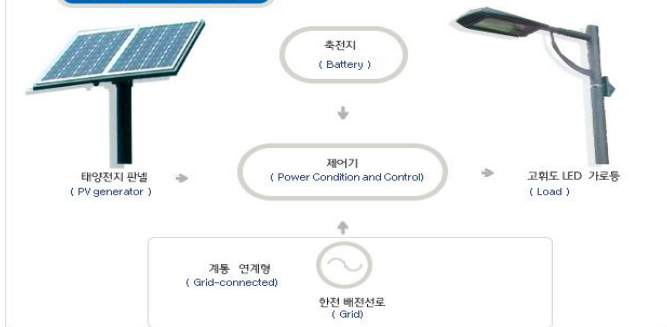 축전지
( Battery )
태양전지 판넬
( PV generator )
제어기
( Power Condition and Control)
고휘도 LED 가로등
( Load )
계통 연계형
( Grid-connected)
한전 배전선로
( Grid)